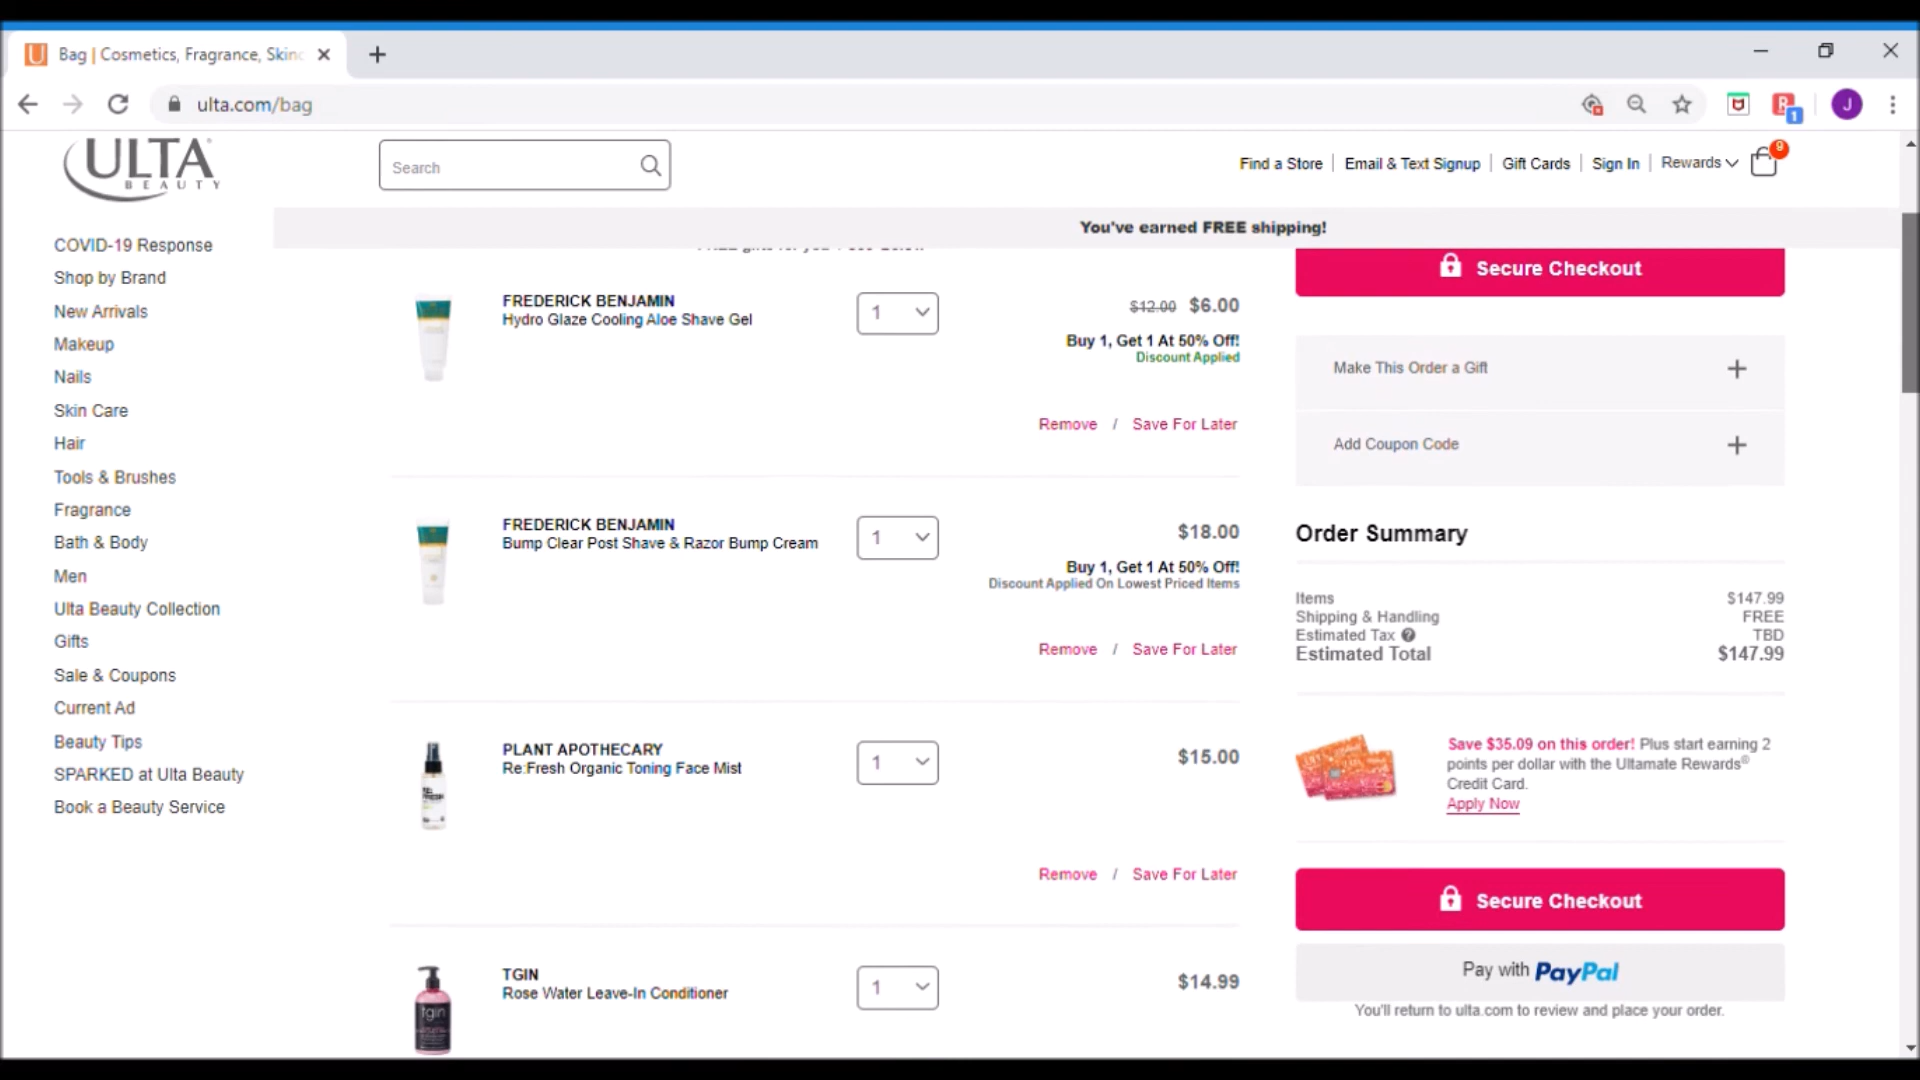 Bag | Cosmetics, Fragrance, Skinc
ulta.com/bag
J
1
ULTA
BEAUTY
Search
Find a Store
Email & Text Signup
Gift Cards
Sign In
Rewards
9
You've earned FREE shipping!
COVID-19 Response
Shop by Brand
New Arrivals
Makeup
Nails
Skin Care
Hair
Tools & Brushes
Fragrance
Bath & Body
Men
Ulta Beauty Collection
Gifts
Sale & Coupons
Current Ad
Beauty Tips
SPARKED at Ulta Beauty
Book a Beauty Service
FREDERICK BENJAMIN
Hydro Glaze Cooling Aloe Shave Gel
1
$12.00 $6.00
Buy 1, Get 1 At 50% Off!
Discount Applied
Remove / Save For Later
FREDERICK BENJAMIN
Bump Clear Post Shave & Razor Bump Cream
1
$18.00
Buy 1, Get 1 At 50% Off!
Discount Applied On Lowest Priced Items
Remove / Save For Later
PLANT APOTHECARY
Re:Fresh Organic Toning Face Mist
1
$15.00
Remove / Save For Later
TGIN
Rose Water Leave-In Conditioner
tgin
1
$14.99
Secure Checkout
Make This Order a Gift
Add Coupon Code
Order Summary
Items $147.99
Shipping & Handling FREE
Estimated Tax TBD
Estimated Total $147.99
Save $35.09 on this order! Plus start earning 2
points per dollar with the Ultamate Rewards®
Credit Card.
Apply Now
Secure Checkout
Pay with PayPal
You'll return to ulta.com to review and place your order.